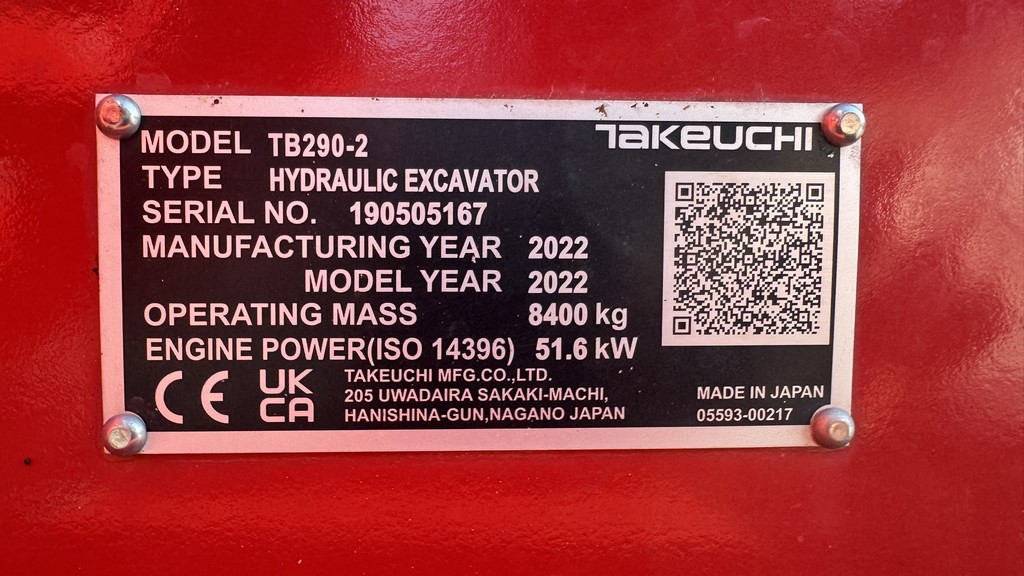 TAKEUCHI
MODEL TB290-2
TYPE HYDRAULIC EXCAVATOR
SERIAL NO. 190505167
MANUFACTURING YEAR 2022
MODEL YEAR 2022
OPERATING MASS 8400 kg
ENGINE POWER(ISO 14396) 51.6 kW
CE UK CA
TAKEUCHI MFG.CO.,LTD.
205 UWADAIRA SAKAKI-MACHI,
HANISHINA-GUN,NAGANO JAPAN
MADE IN JAPAN
05593-00217